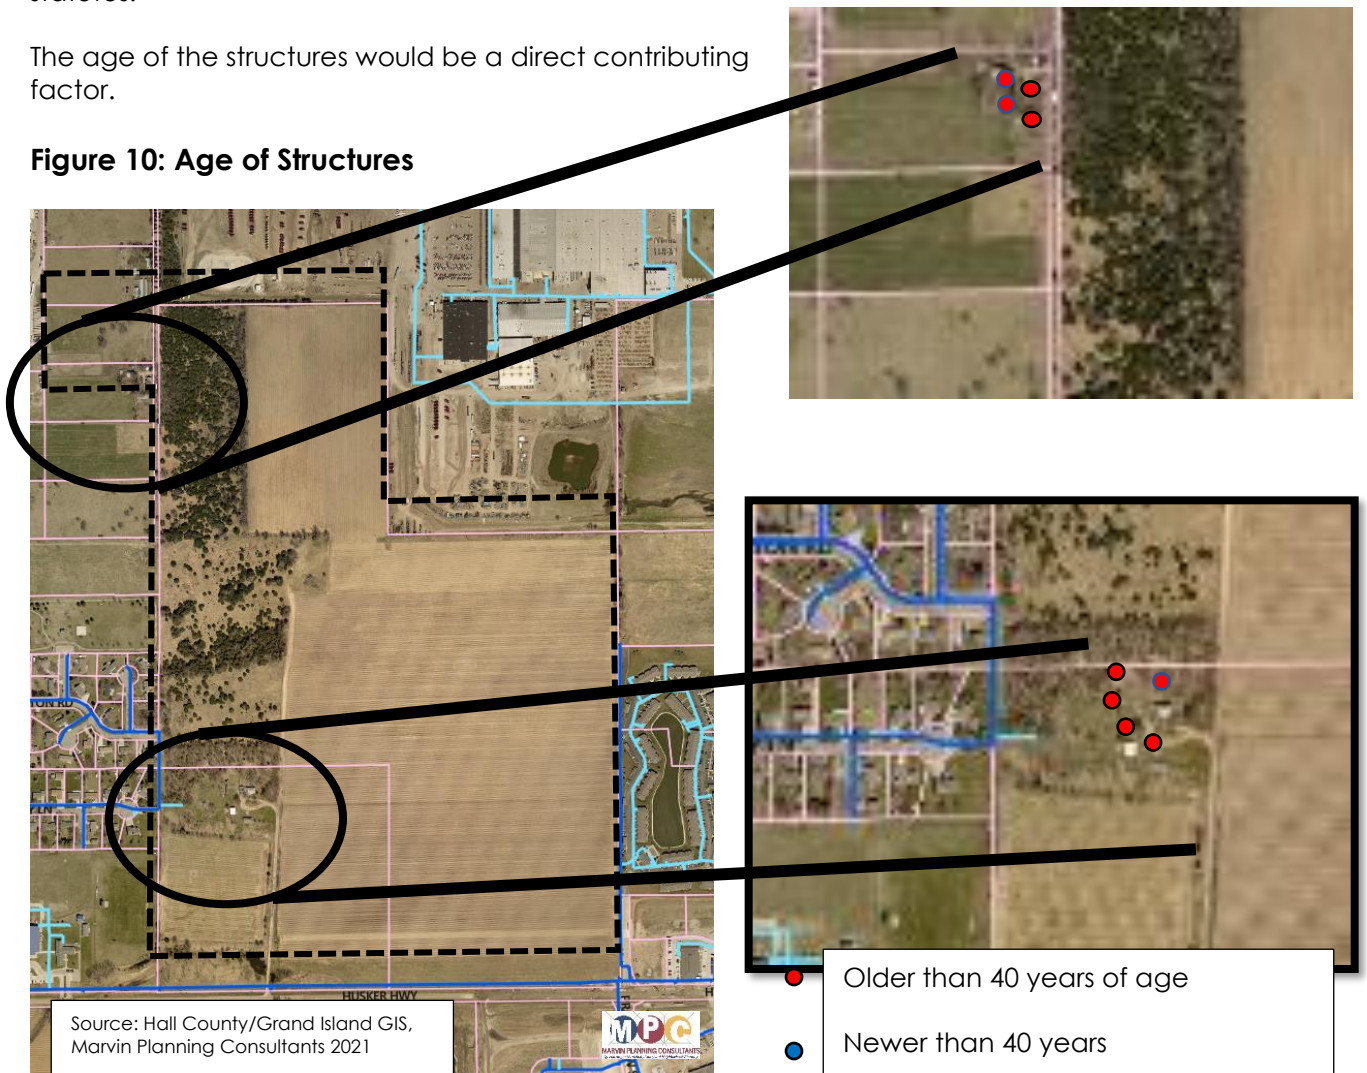 The age of the structures would be a direct contributing
factor.
Figure 10: Age of Structures
HUSKER HWY
Source: Hall County/Grand Island GIS,
Marvin Planning Consultants 2021
MPC
MARVIN PLANNING CONSULTANTS
Older than 40 years of age
Newer than 40 years